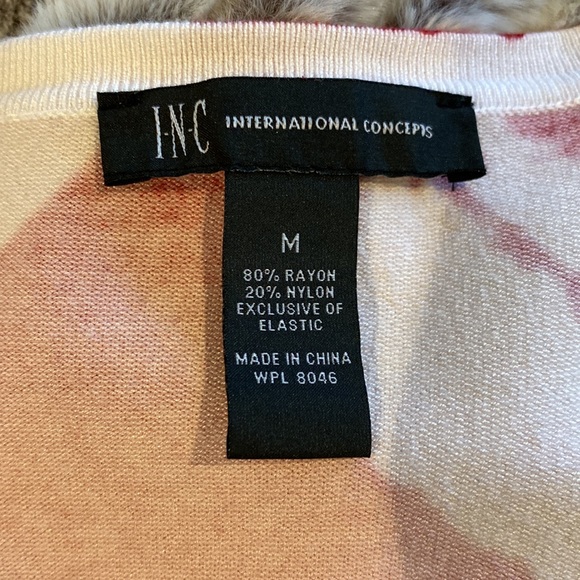 I·N·C INTERNATIONAL CONCEPTS
M
80% RAYON
20% NYLON
EXCLUSIVE OF
ELASTIC
MADE IN CHINA
WPL 8046